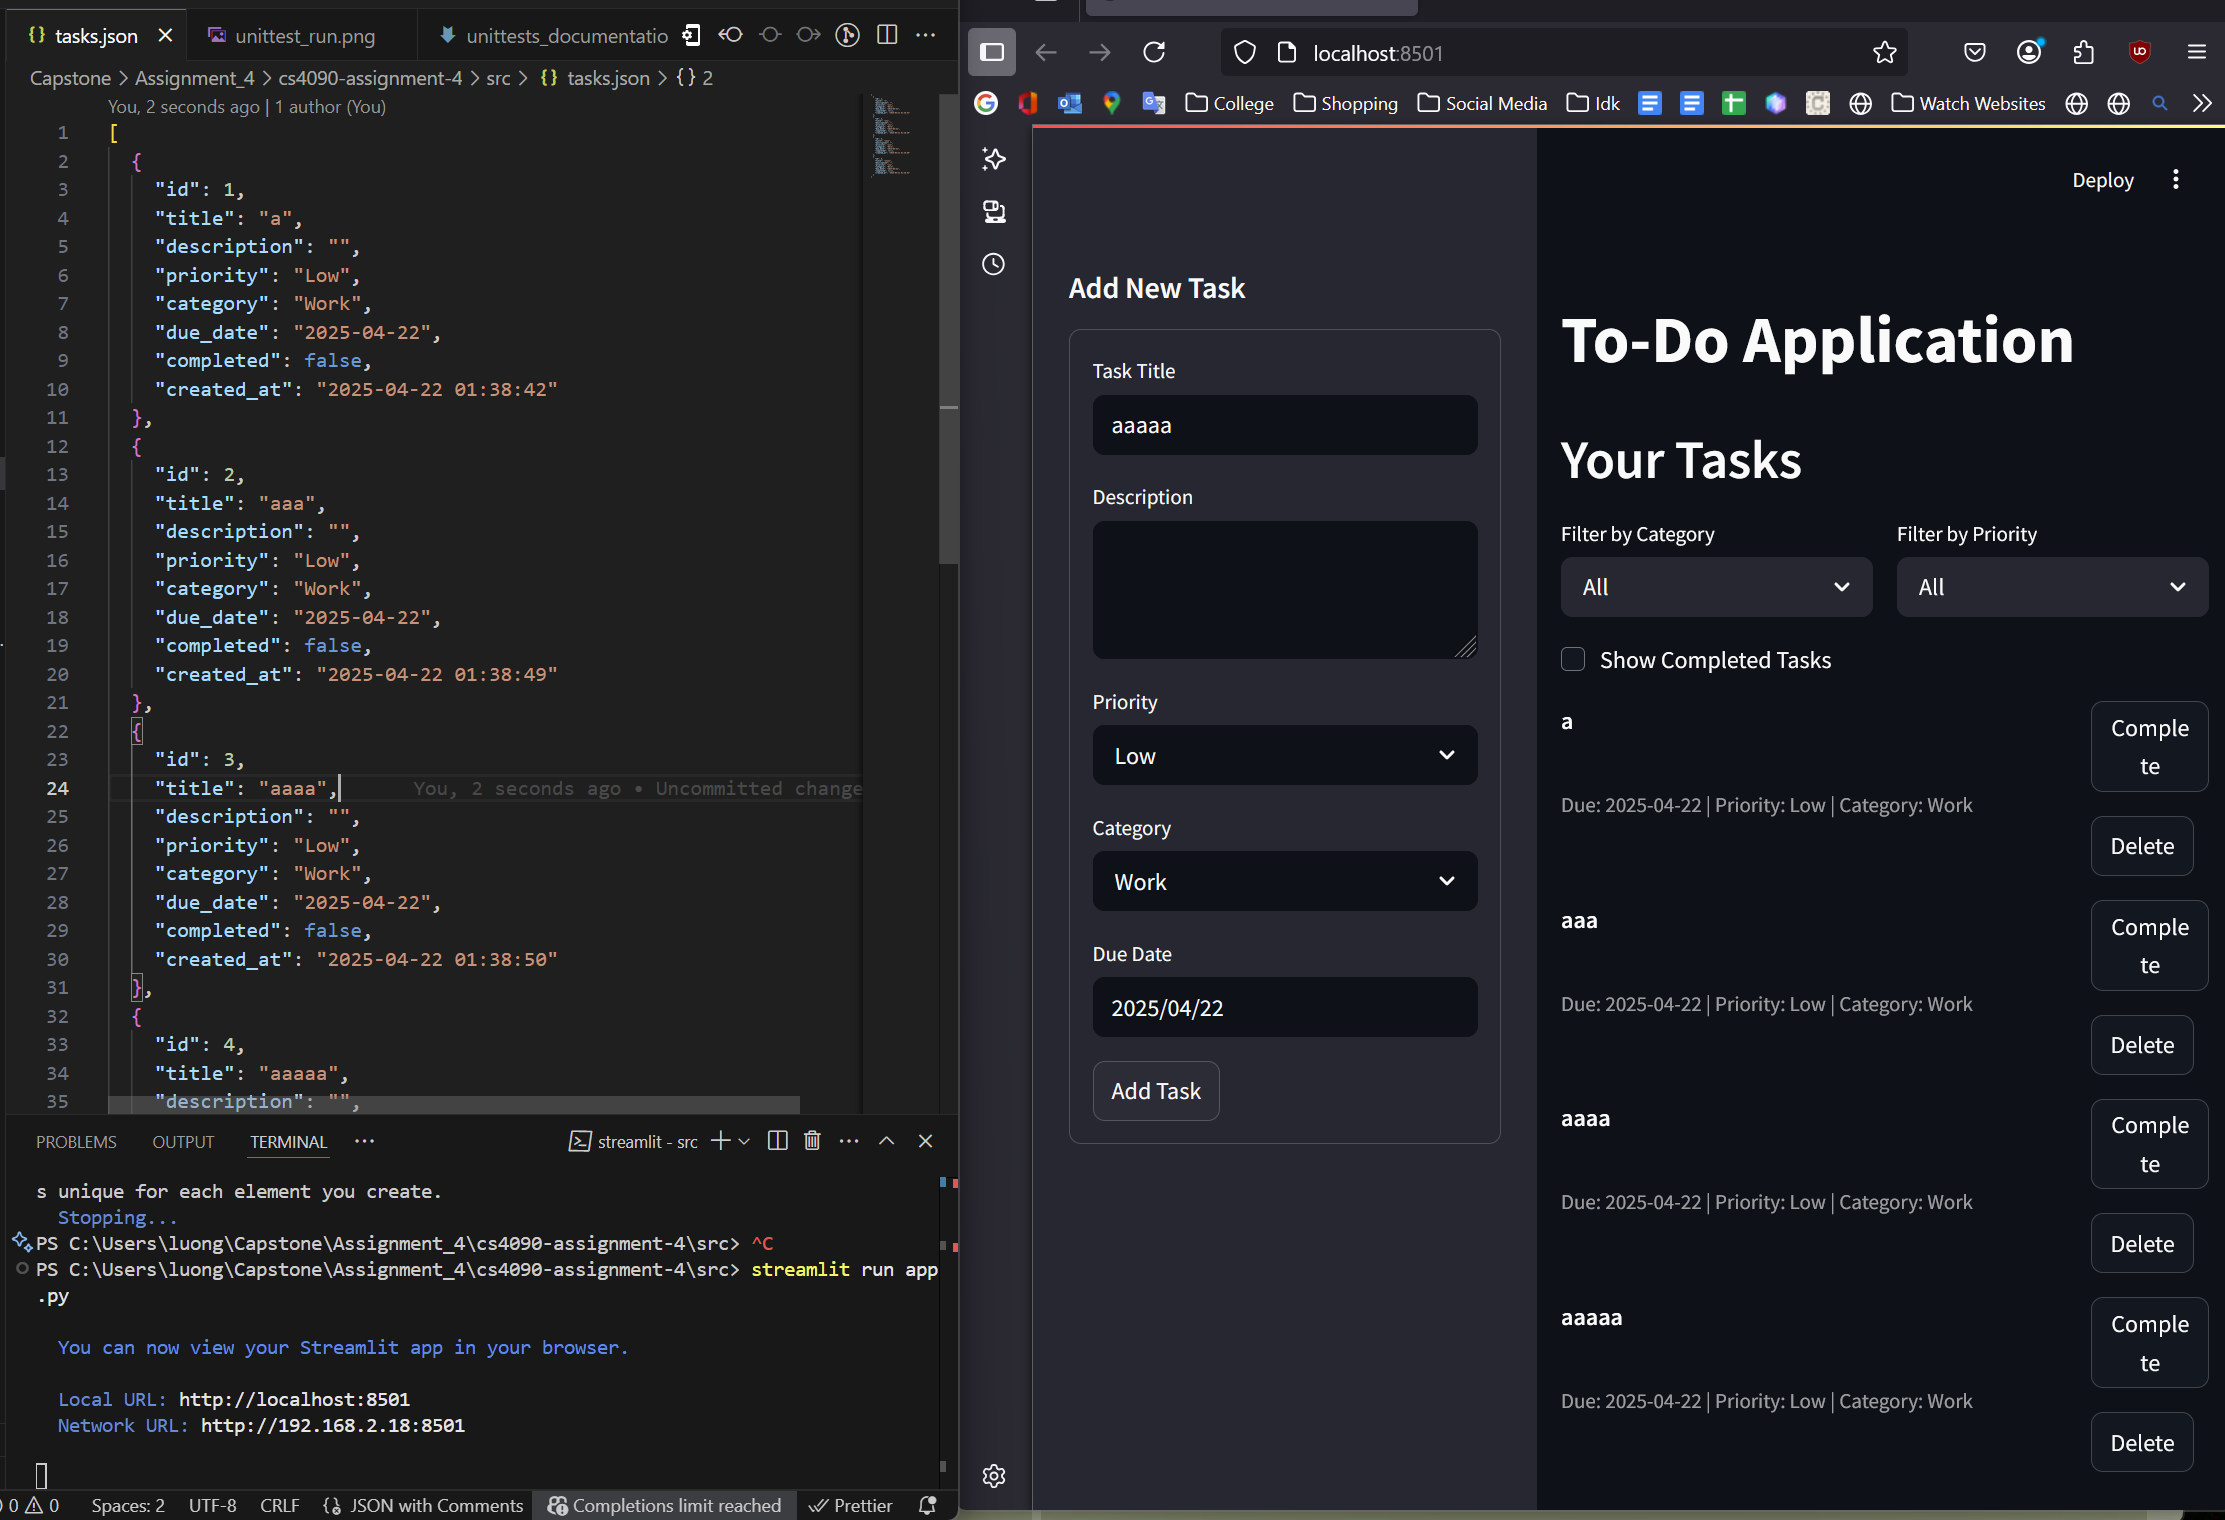 tasks.json
unittest_run.png
unittests_documentatio
Capstone > Assignment_4 > cs4090-assignment-4 > src > {} tasks.json > {} 2
You, 2 seconds ago | 1 author (You)
1 [
2 {
3 "id": 1,
4 "title": "a",
5 "description": "",
6 "priority": "Low",
7 "category": "Work",
8 "due_date": "2025-04-22",
9 "completed": false,
10 "created_at": "2025-04-22 01:38:42"
11 },
12 {
13 "id": 2,
14 "title": "aaa",
15 "description": "",
16 "priority": "Low",
17 "category": "Work",
18 "due_date": "2025-04-22",
19 "completed": false,
20 "created_at": "2025-04-22 01:38:49"
21 },
22 {
23 "id": 3,
24 "title": "aaaa", You, 2 seconds ago • Uncommitted change
25 "description": "",
26 "priority": "Low",
27 "category": "Work",
28 "due_date": "2025-04-22",
29 "completed": false,
30 "created_at": "2025-04-22 01:38:50"
31 },
32 {
33 "id": 4,
34 "title": "aaaaa",
35 "description": "",
PROBLEMS OUTPUT TERMINAL ··· streamlit - src
s unique for each element you create.
Stopping...
PS C:\Users\luong\Capstone\Assignment_4\cs4090-assignment-4\src> ^C
PS C:\Users\luong\Capstone\Assignment_4\cs4090-assignment-4\src> streamlit run app
.py
You can now view your Streamlit app in your browser.
Local URL: http://localhost:8501
Network URL: http://192.168.2.18:8501
0 0 Spaces: 2 UTF-8 CRLF {} JSON with Comments Completions limit reached Prettier
localhost:8501
College Shopping Social Media Idk Watch Websites
Add New Task
Task Title
aaaaa
Description
Priority
Low
Category
Work
Due Date
2025/04/22
Add Task
Deploy
To-Do Application
Your Tasks
Filter by Category
All
Filter by Priority
All
Show Completed Tasks
a
Comple
te
Due: 2025-04-22 | Priority: Low | Category: Work
Delete
aaa
Comple
te
Due: 2025-04-22 | Priority: Low | Category: Work
Delete
aaaa
Comple
te
Due: 2025-04-22 | Priority: Low | Category: Work
Delete
aaaaa
Comple
te
Due: 2025-04-22 | Priority: Low | Category: Work
Delete